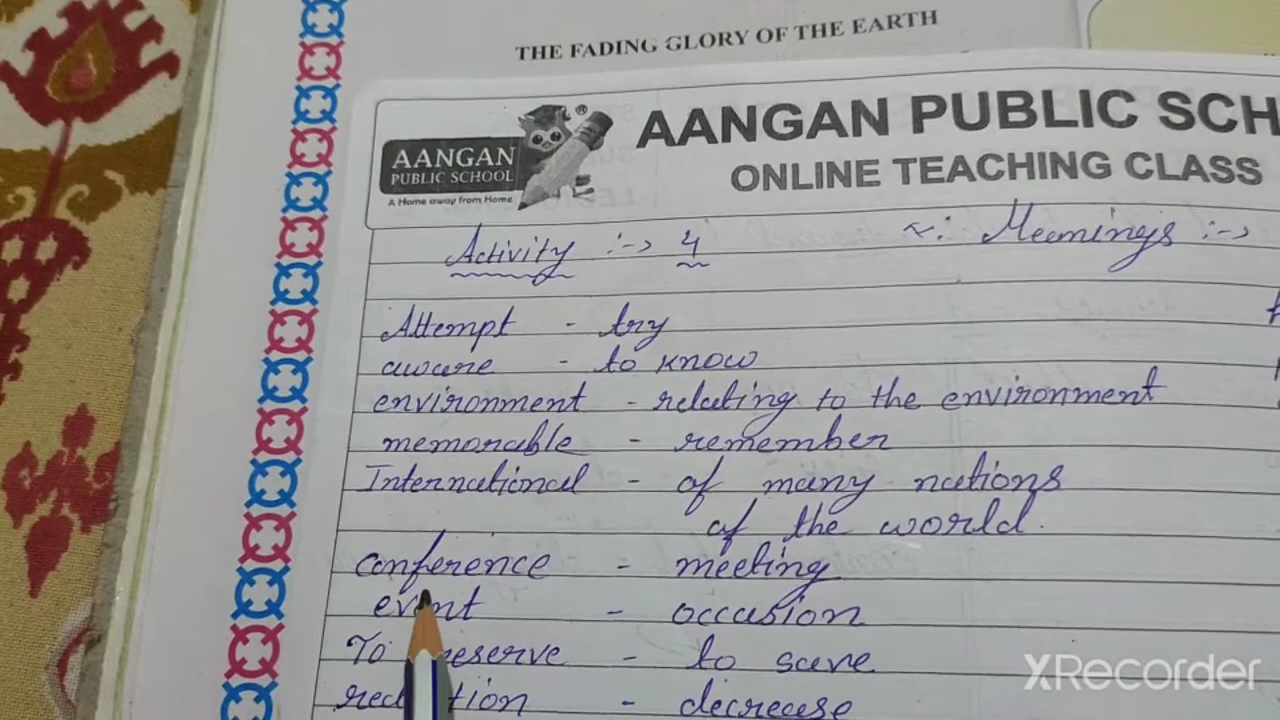 THE FADING GLORY OF THE EARTH
AANGAN PUBLIC SCH
AANGAN
PUBLIC SCHOOL
A Home away from Home
ONLINE TEACHING CLASS
Activity :-> 4 ~: Meanings :->
Attempt - try
aware - to know
environment - relating to the environment
memorable - remember
International - of many nations
of the world.
conference - meeting
event - occasion
To preserve - to save
reduction - decrease
XRecorder